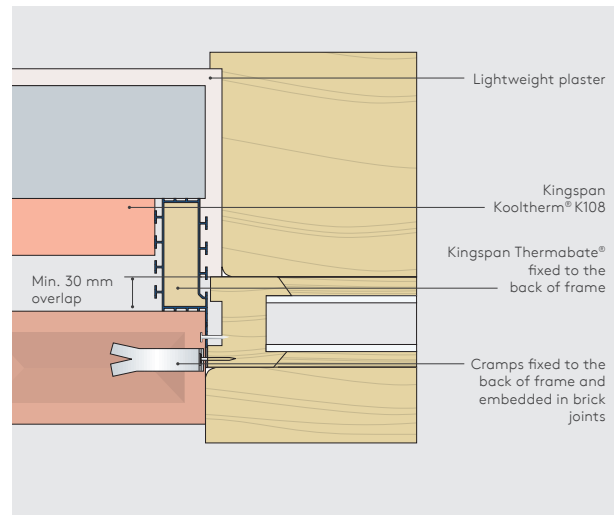 Lightweight plaster
Kingspan
Kooltherm® K108
Kingspan Thermabate®
fixed to the
back of frame
Min. 30 mm
overlap
Cramps fixed to the
back of frame and
embedded in brick
joints